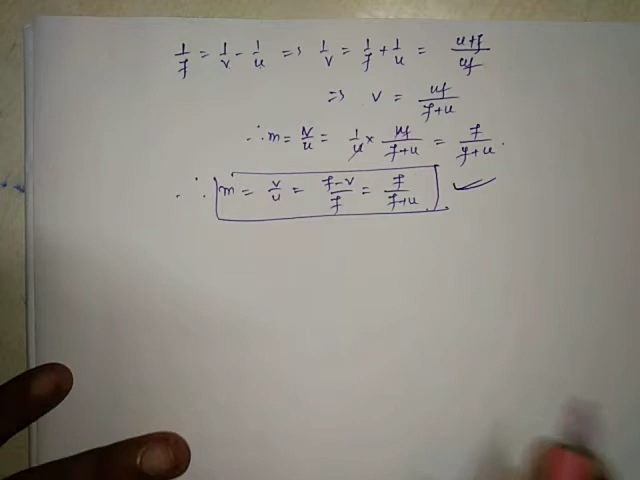 1/f = 1/v - 1/u => 1/v = 1/f + 1/u = u+f/uf
=> v = uf/f+u
∴ m = v/u = 1/u × uf/f+u = f/f+u.
∴ m = v/u = f-v/f = f/f+u ✓